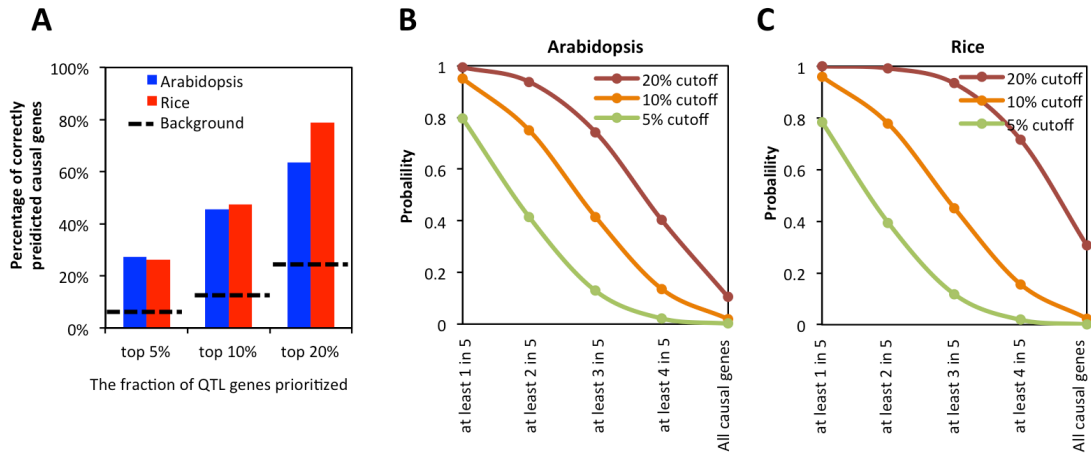 A
Percentage of correctly
preidicted causal genes
100%
80%
60%
40%
20%
0%
Arabidopsis
Rice
Background
top 5%
top 10%
top 20%
The fraction of QTL genes prioritized
B
Arabidopsis
Probalility
1
0.8
0.6
0.4
0.2
0
20% cutoff
10% cutoff
5% cutoff
at least 1 in 5
at least 2 in 5
at least 3 in 5
at least 4 in 5
All causal genes
C
Rice
Probalility
1
0.8
0.6
0.4
0.2
0
20% cutoff
10% cutoff
5% cutoff
at least 1 in 5
at least 2 in 5
at least 3 in 5
at least 4 in 5
All causal genes